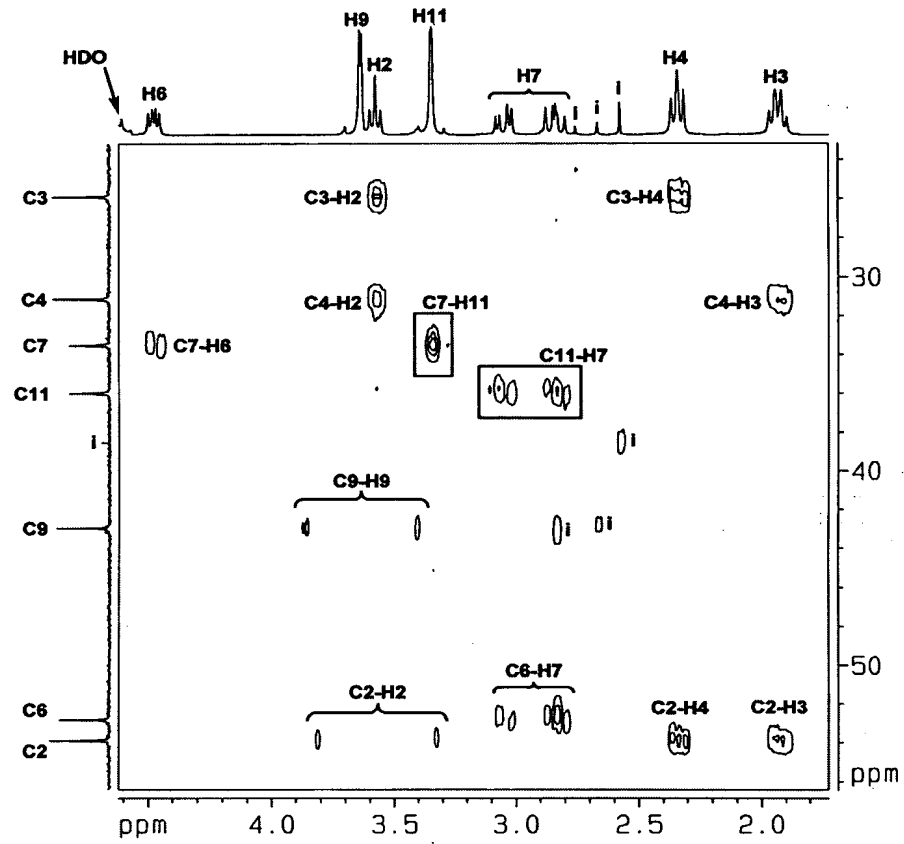 H9 H11
HDO H6 H2 H7 i i i H4 H3
C3 C3-H2 C3-H4
C4 C4-H2 C7-H11 C4-H3 30
C7 C7-H6 C11-H7
C11
i i
C9-H9 40
C9 i i
C2-H2 C6-H7 50
C6 C2-H4 C2-H3
C2
ppm
ppm 4.0 3.5 3.0 2.5 2.0